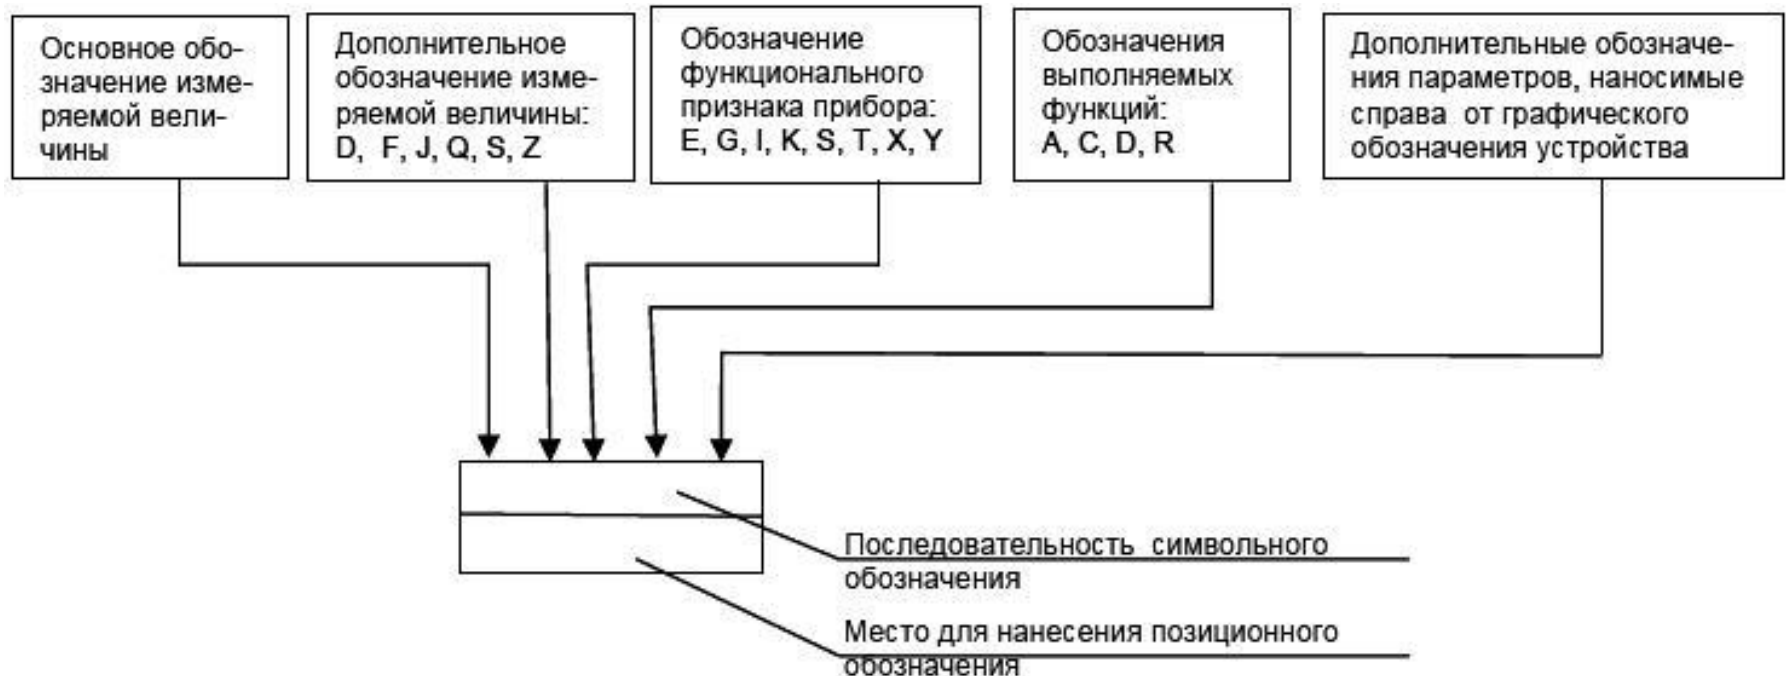 Основное обо-
значение изме-
ряемой вели-
чины
Дополнительное
обозначение изме-
ряемой величины:
D, F, J, Q, S, Z
Обозначение
функционального
признака прибора:
E, G, I, K, S, T, X, Y
Обозначения
выполняемых
функций:
A, C, D, R
Дополнительные обозначе-
ния параметров, наносимые
справа от графического
обозначения устройства
Последовательность символьного
обозначения
Место для нанесения позиционного
обозначения